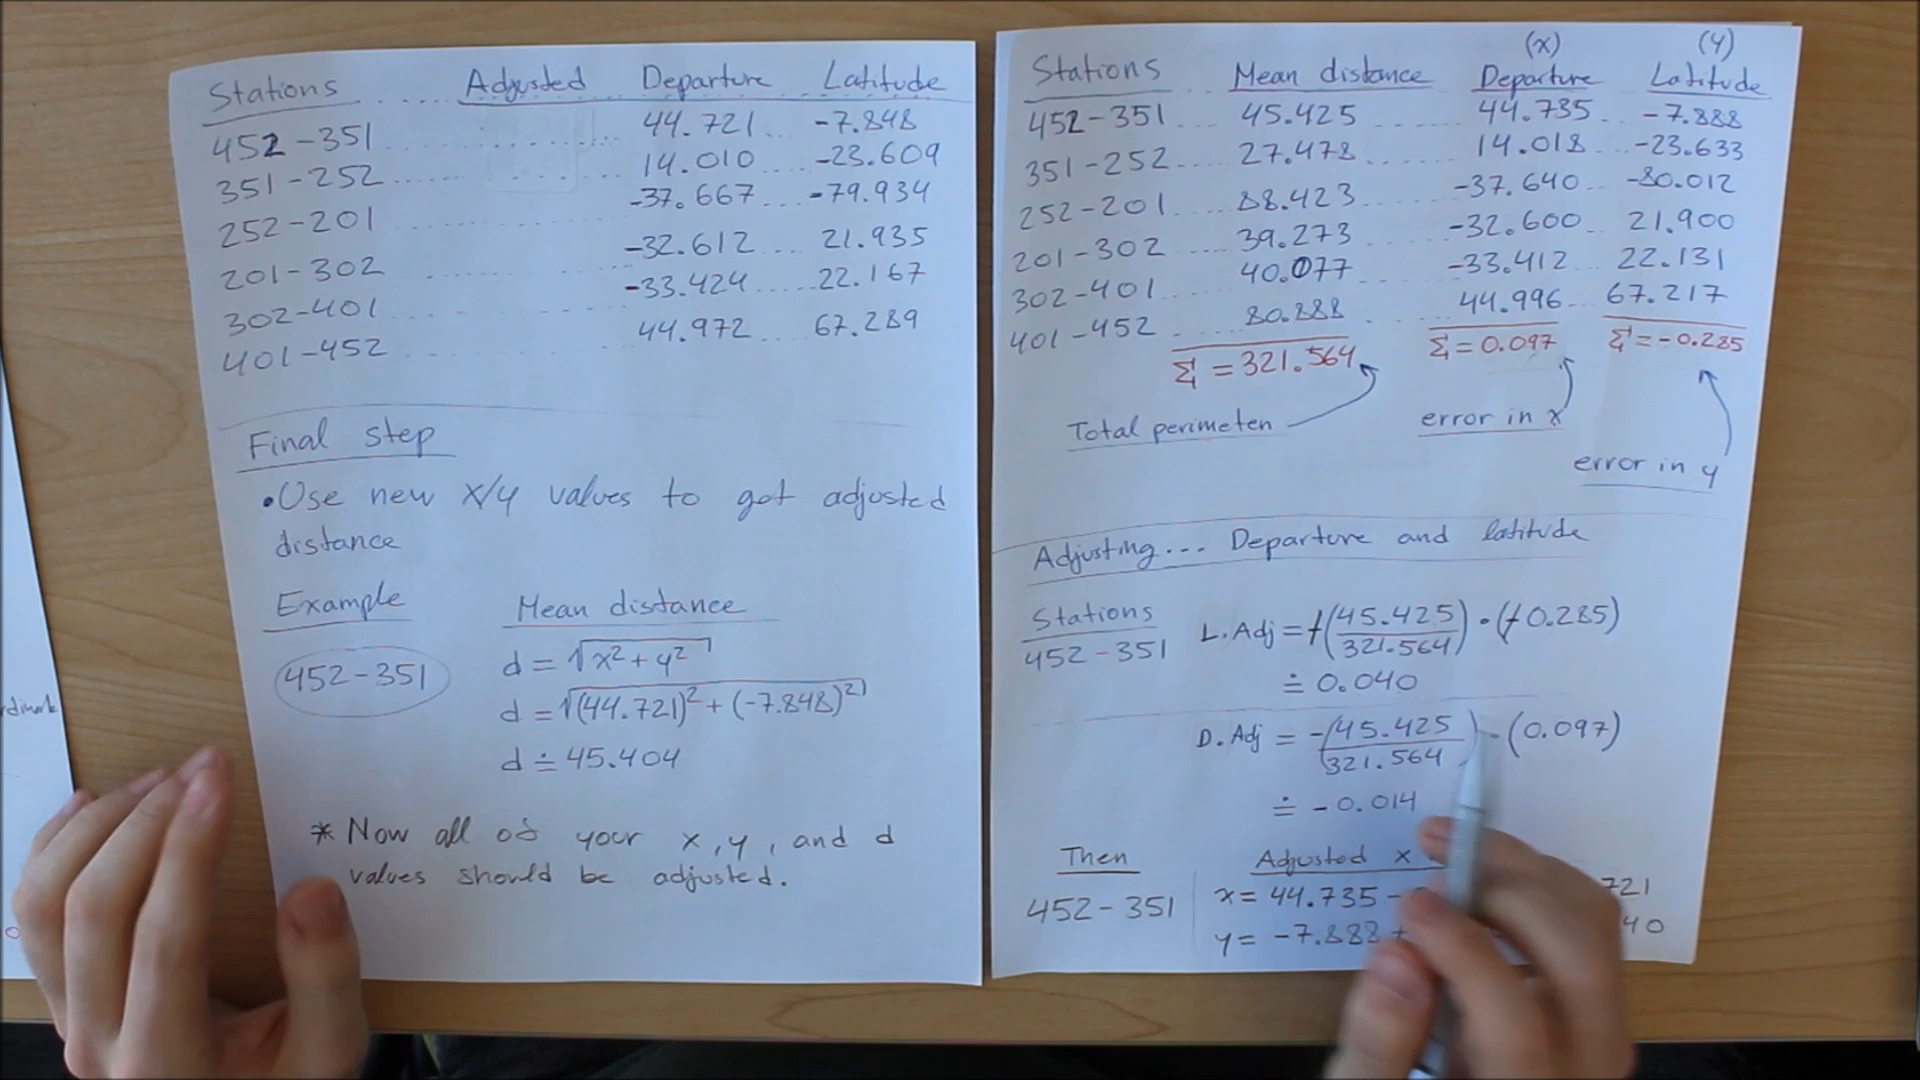 Stations Adjusted Departure Latitude
452-351 44.721 -7.848
351-252 14.010 -23.609
252-201 -37.667 -79.934
201-302 -32.612 21.935
302-401 -33.424 22.167
401-452 44.972 67.289
Final step
•Use new x/y values to get adjusted
distance
Example Mean distance
452-351 d = √x²+y²
d = √(44.721)²+(-7.848)²
d ≐ 45.404
* Now all of your x, y, and d
values should be adjusted.
(x) (y)
Stations Mean distance Departure Latitude
452-351 45.425 44.735 -7.888
351-252 27.478 14.018 -23.633
252-201 88.423 -37.640 -80.012
201-302 39.273 -32.600 21.900
302-401 40.077 -33.412 22.131
401-452 80.888 44.996 67.217
Σ = 321.564 Σ = 0.097 Σ = -0.285
Total perimeter error in x
error in y
Adjusting... Departure and latitude
Stations L. Adj = +(45.425/321.564) • (+0.285)
452-351 ≐ 0.040
D. Adj = -(45.425/321.564) • (0.097)
≐ -0.014
Then Adjusted x
452-351 x = 44.735 - 721
y = -7.888 + 40